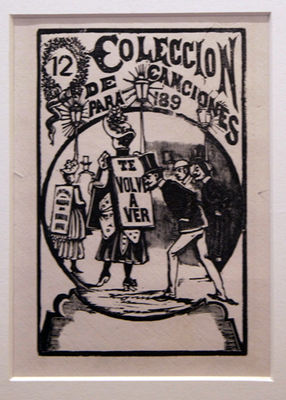 12
COLECCION
DE CANCIONES
PARA 189
TE
VOLVI
A
VER